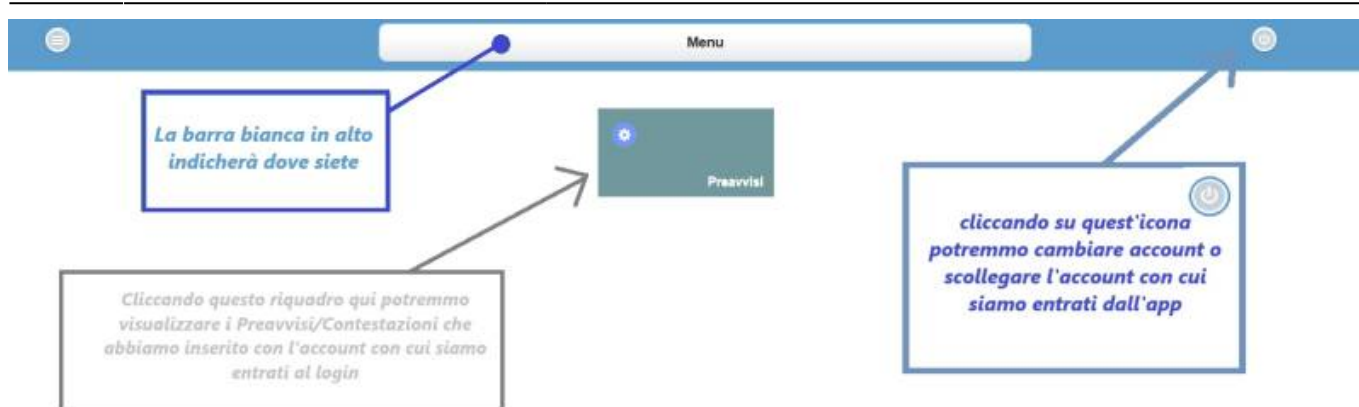 Menu
La barra bianca in alto
indicherà dove siete
Preavvisi
cliccando su quest'icona
potremmo cambiare account o
scollegare l'account con cui
siamo entrati dall'app
Cliccando questo riquadro qui potremmo
visualizzare i Preavvisi/Contestazioni che
abbiamo inserito con l'account con cui siamo
entrati al login